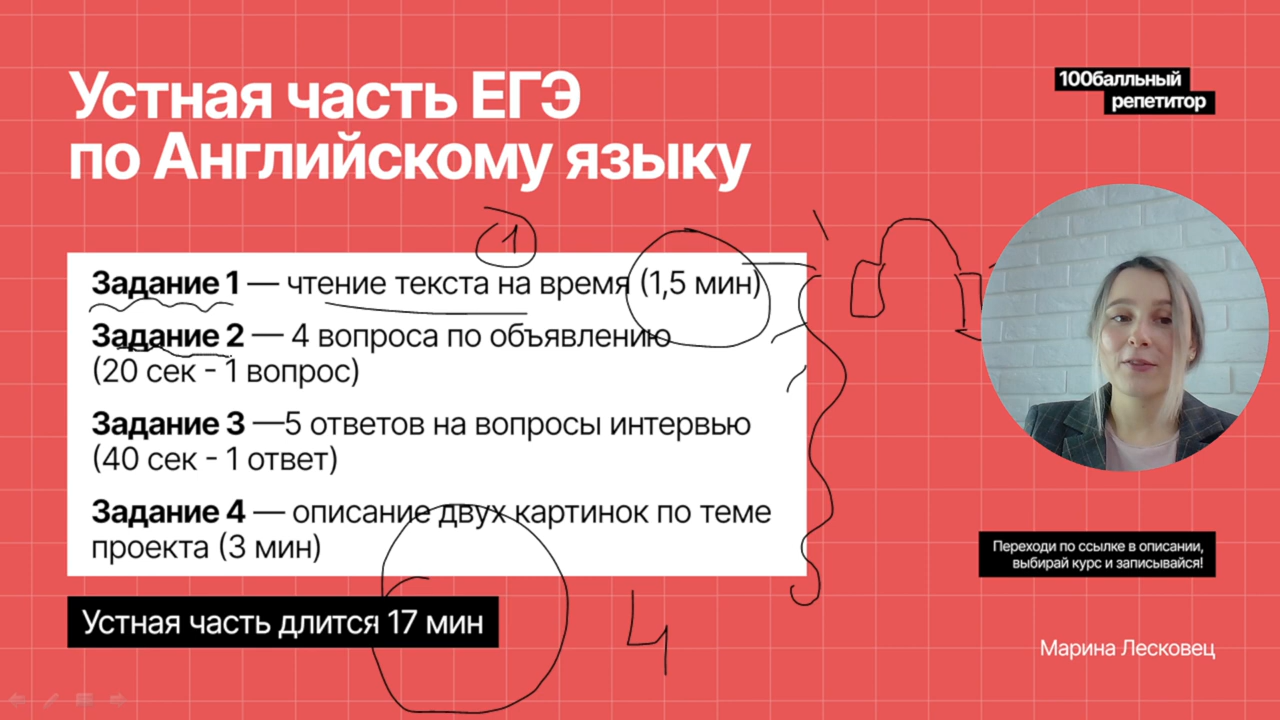 Устная часть ЕГЭ
по Английскому языку
100балльный
репетитор
1
Задание 1 — чтение текста на время (1,5 мин)
Задание 2 — 4 вопроса по объявлению
(20 сек - 1 вопрос)
Задание 3 —5 ответов на вопросы интервью
(40 сек - 1 ответ)
Задание 4 — описание двух картинок по теме
проекта (3 мин)
Устная часть длится 17 мин
4
Переходи по ссылке в описании,
выбирай курс и записывайся!
Марина Лесковец